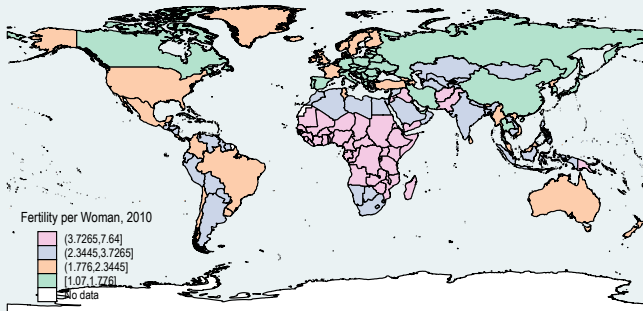 Fertility per Woman, 2010
(3.7265,7.64]
(2.3445,3.7265]
(1.776,2.3445]
[1.07,1.776]
No data